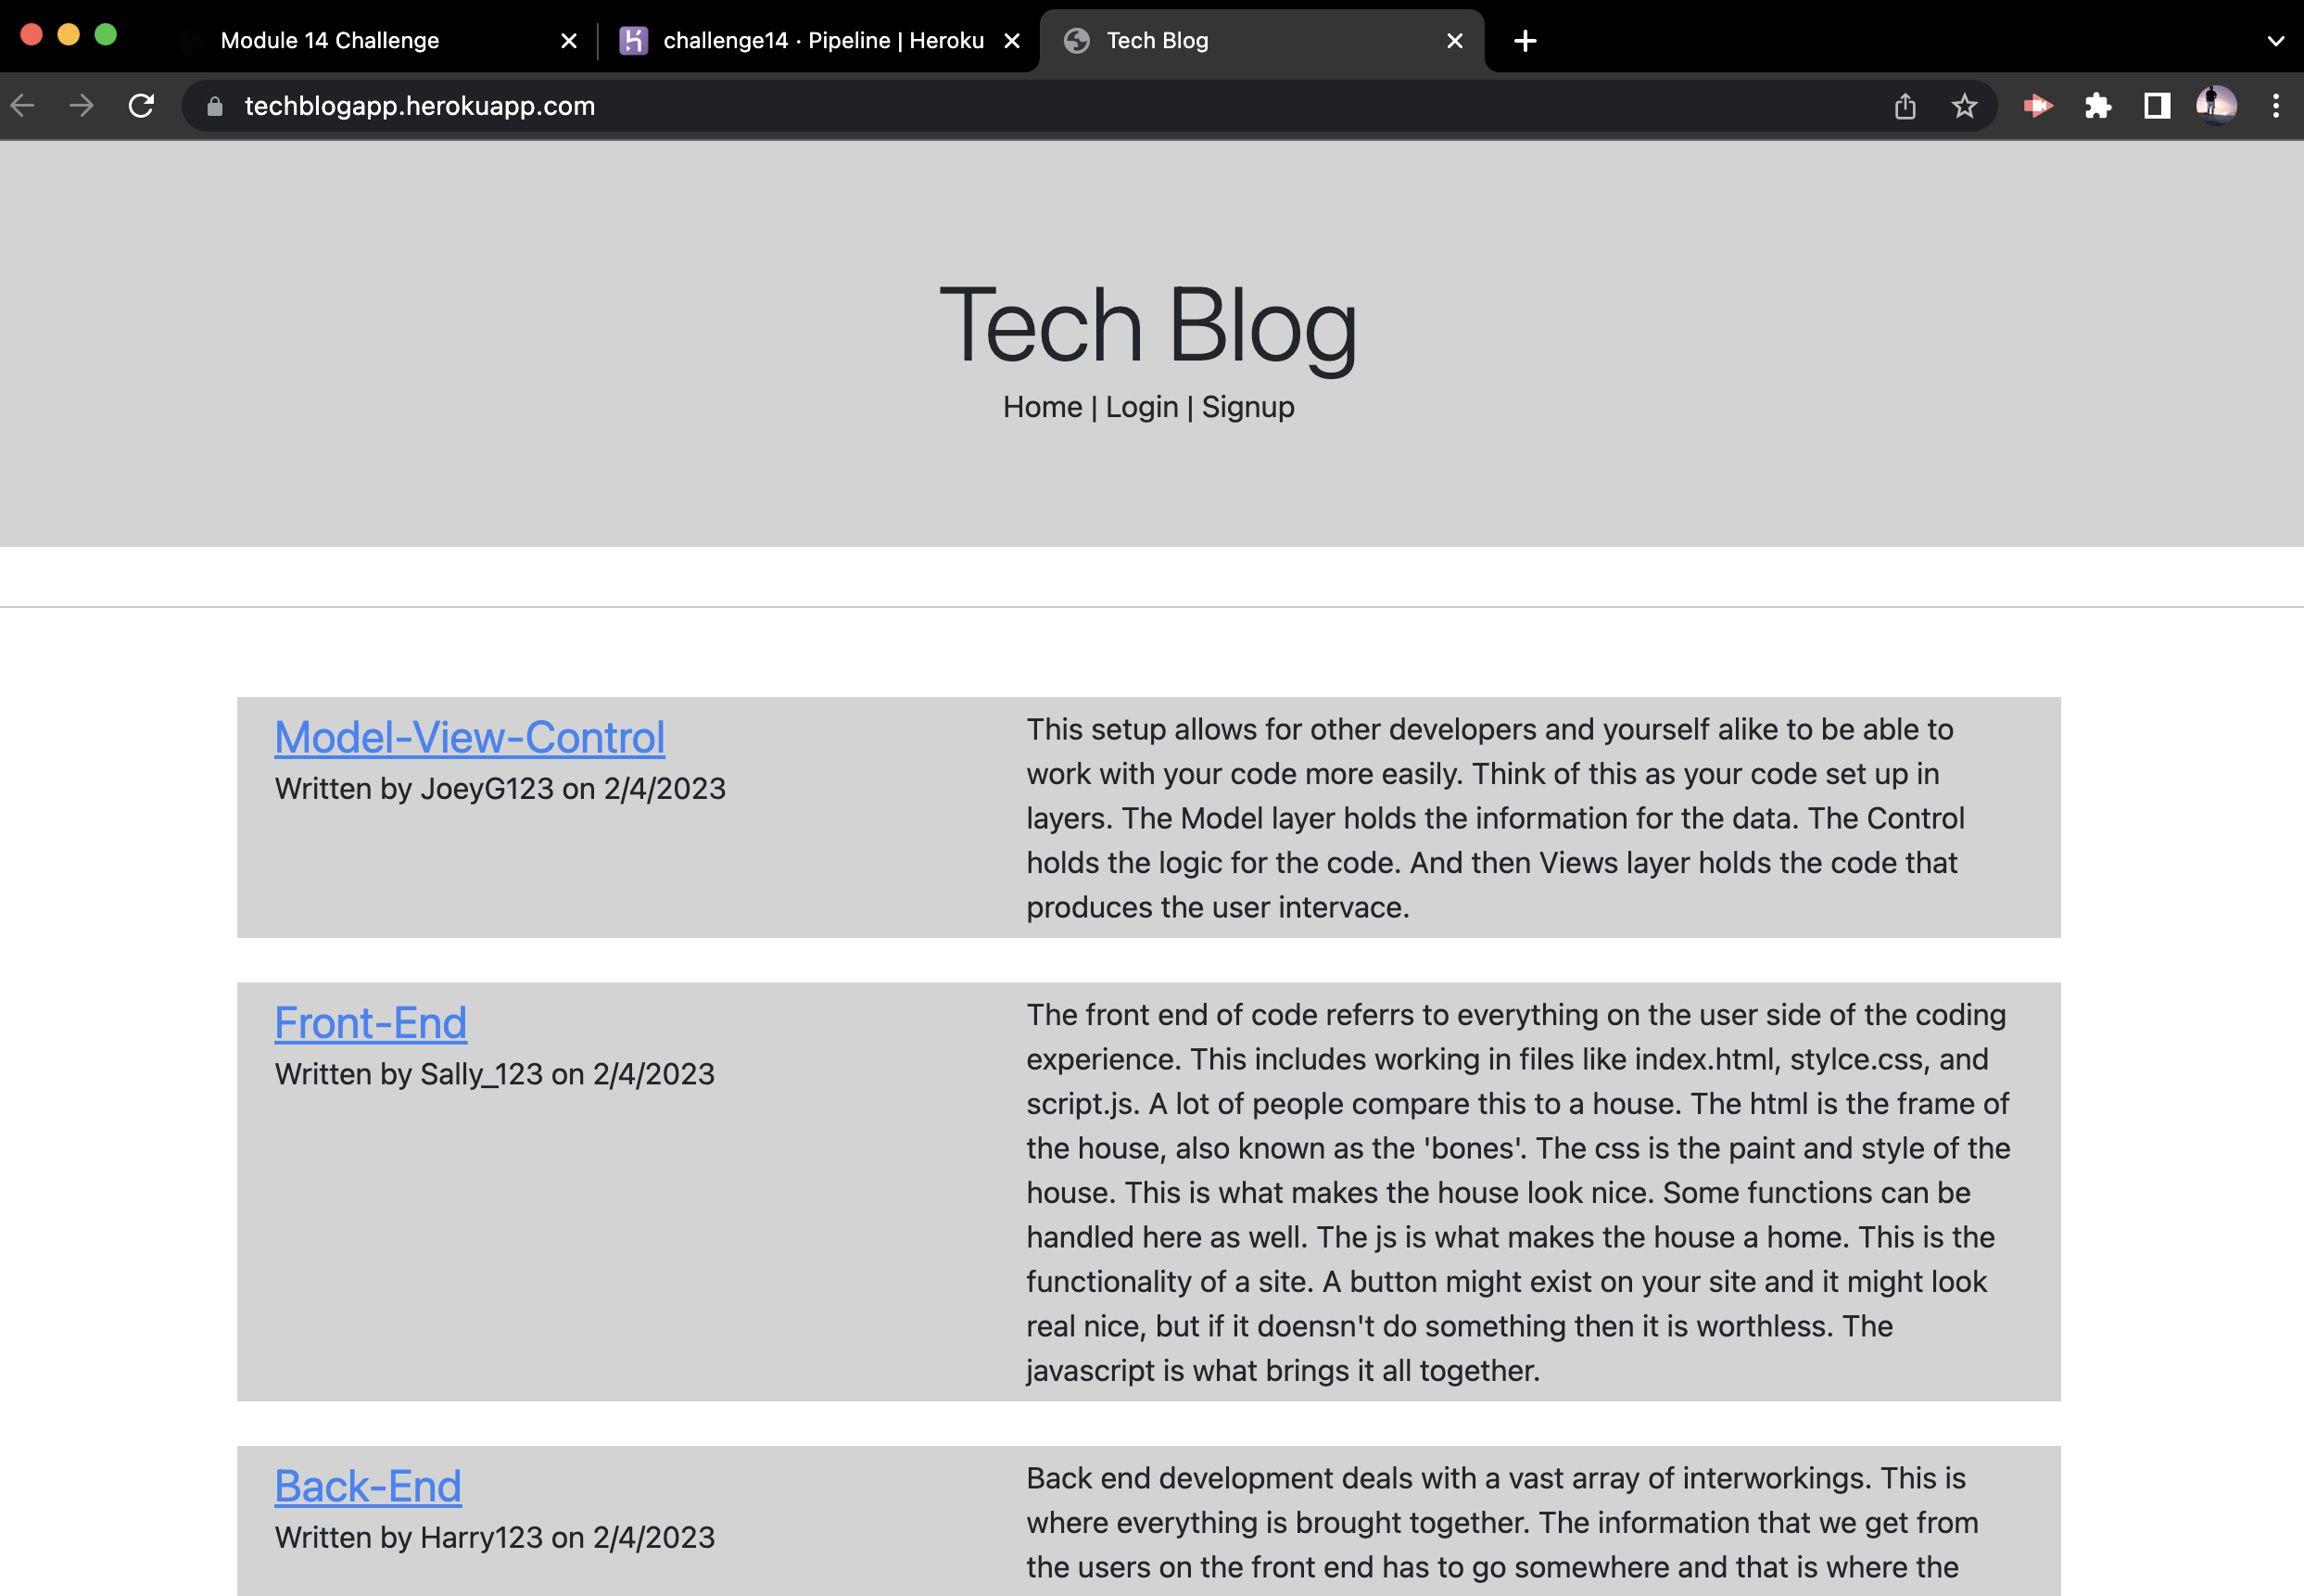 Module 14 Challenge
challenge14 · Pipeline | Heroku
Tech Blog
techblogapp.herokuapp.com
Tech Blog
Home | Login | Signup
Model-View-Control
Written by JoeyG123 on 2/4/2023
This setup allows for other developers and yourself alike to be able to
work with your code more easily. Think of this as your code set up in
layers. The Model layer holds the information for the data. The Control
holds the logic for the code. And then Views layer holds the code that
produces the user intervace.
Front-End
Written by Sally_123 on 2/4/2023
The front end of code referrs to everything on the user side of the coding
experience. This includes working in files like index.html, stylce.css, and
script.js. A lot of people compare this to a house. The html is the frame of
the house, also known as the 'bones'. The css is the paint and style of the
house. This is what makes the house look nice. Some functions can be
handled here as well. The js is what makes the house a home. This is the
functionality of a site. A button might exist on your site and it might look
real nice, but if it doensn't do something then it is worthless. The
javascript is what brings it all together.
Back-End
Written by Harry123 on 2/4/2023
Back end development deals with a vast array of interworkings. This is
where everything is brought together. The information that we get from
the users on the front end has to go somewhere and that is where the